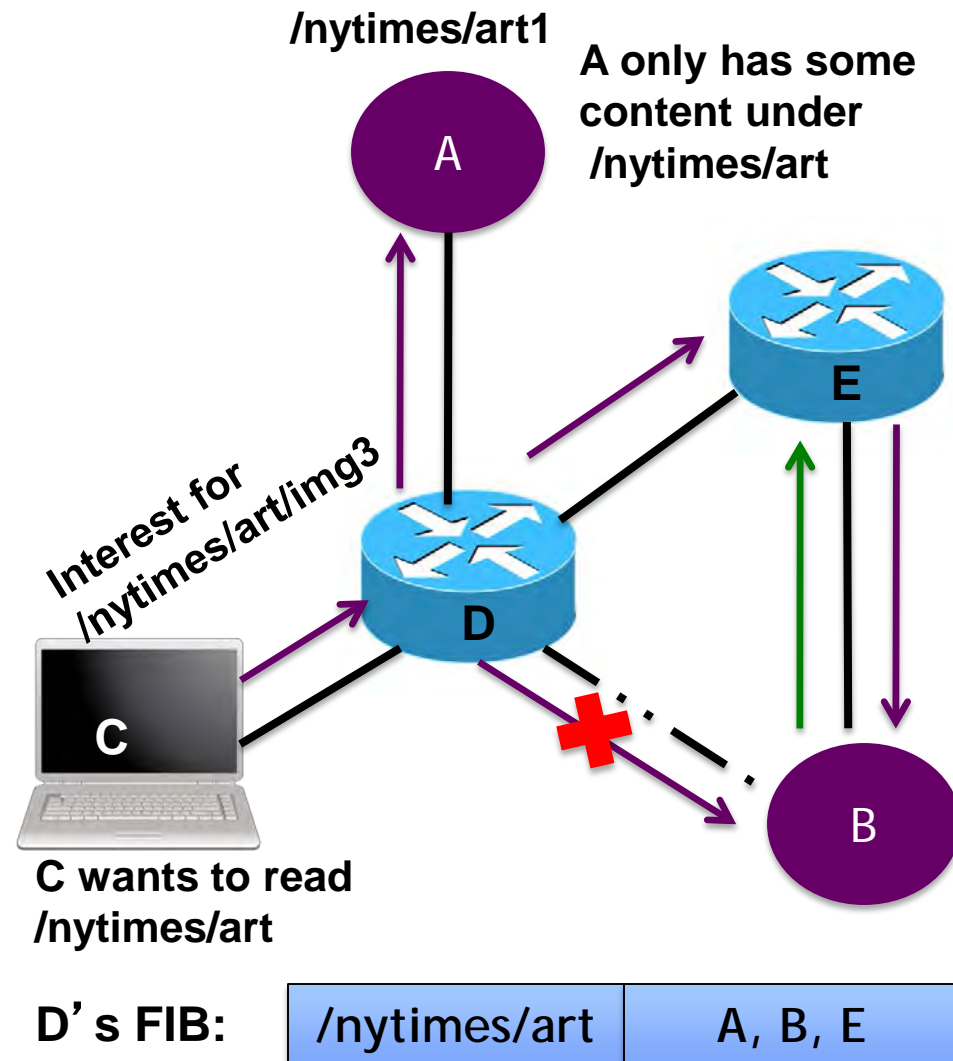 /nytimes/art1
A only has some
content under
/nytimes/art
A
E
Interest for
/nytimes/art/img3
D
C
B
C wants to read
/nytimes/art
D's FIB:
/nytimes/art
A, B, E